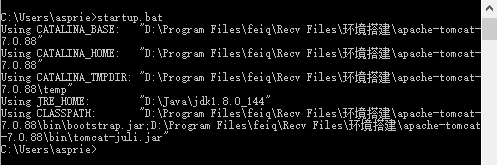 C:\Users\asprie>startup.bat
Using CATALINA_BASE:   "D:\Program Files\feiq\Recv Files\环境搭建\apache-tomcat-
7.0.88"
Using CATALINA_HOME:   "D:\Program Files\feiq\Recv Files\环境搭建\apache-tomcat-
7.0.88"
Using CATALINA_TMPDIR: "D:\Program Files\feiq\Recv Files\环境搭建\apache-tomcat-
7.0.88\temp"
Using JRE_HOME:        "D:\Java\jdk1.8.0_144"
Using CLASSPATH:       "D:\Program Files\feiq\Recv Files\环境搭建\apache-tomcat-
7.0.88\bin\bootstrap.jar;D:\Program Files\feiq\Recv Files\环境搭建\apache-tomcat
-7.0.88\bin\tomcat-juli.jar"
C:\Users\asprie>